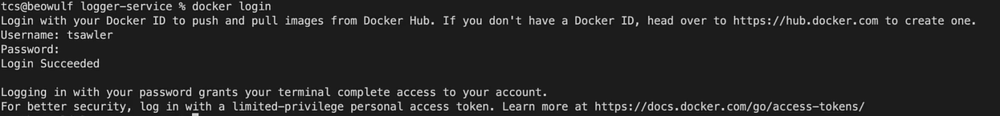 tcs@beowulf logger-service % docker login
Login with your Docker ID to push and pull images from Docker Hub. If you don't have a Docker ID, head over to https://hub.docker.com to create one.
Username: tsawler
Password:
Login Succeeded

Logging in with your password grants your terminal complete access to your account.
For better security, log in with a limited-privilege personal access token. Learn more at https://docs.docker.com/go/access-tokens/